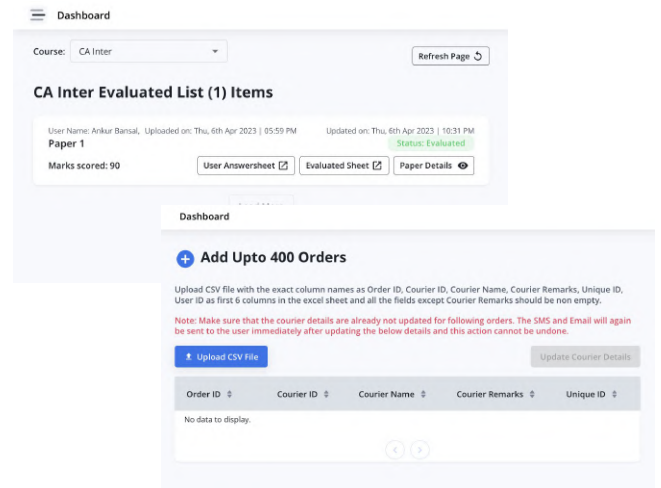 Dashboard
Course: CA Inter
Refresh Page
CA Inter Evaluated List (1) Items
User Name: Ankur Bansal, Uploaded on: Thu, 6th Apr 2023 | 05:59 PM Updated on: Thu, 6th Apr 2023 | 10:31 PM
Paper 1 Status: Evaluated
Marks scored: 90 User Answersheet Evaluated Sheet Paper Details
Dashboard
Add Upto 400 Orders
Upload CSV file with the exact column names as Order ID, Courier ID, Courier Name, Courier Remarks, Unique ID,
User ID as first 6 columns in the excel sheet and all the fields except Courier Remarks should be non empty.
Note: Make sure that the courier details are already not updated for following orders. The SMS and Email will again
be sent to the user immediately after updating the below details and this action cannot be undone.
Upload CSV File Update Courier Details
Order ID Courier ID Courier Name Courier Remarks Unique ID
No data to display.